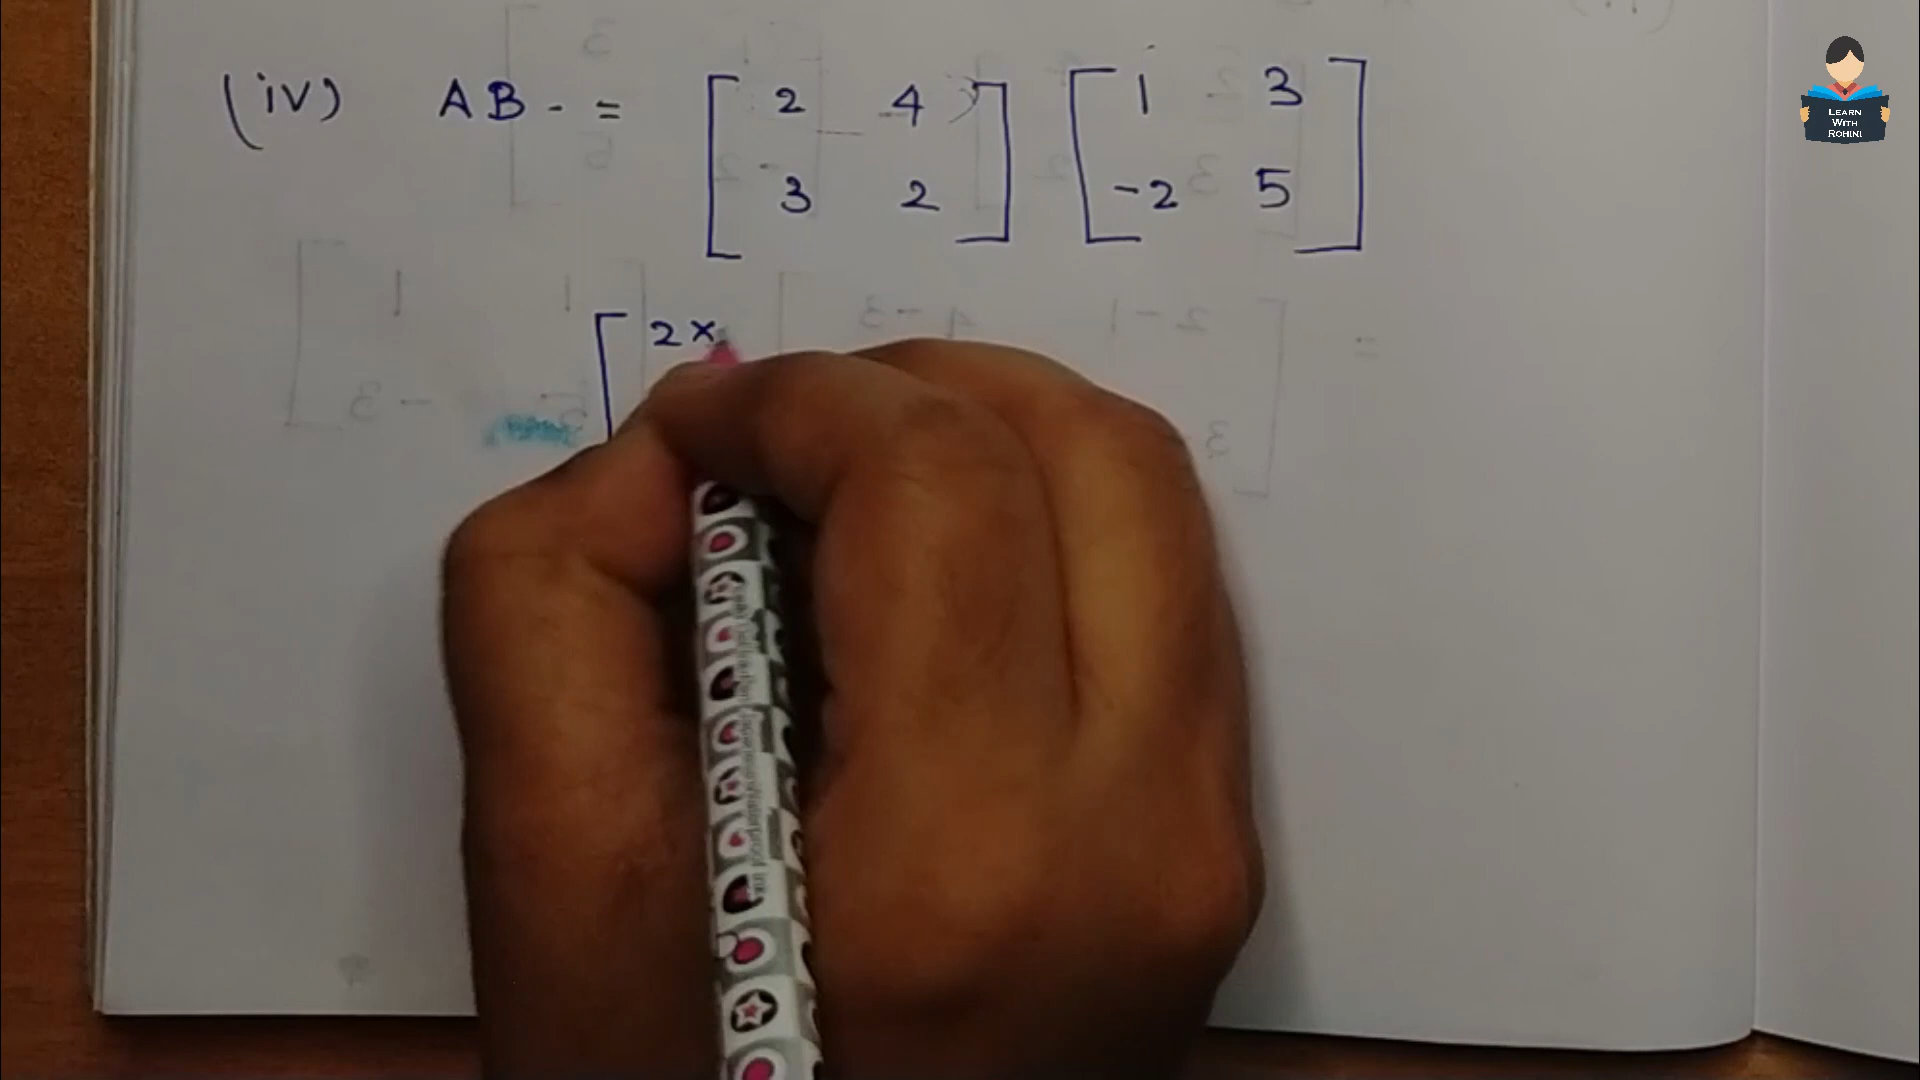 (iv) AB = [ 2 4 ] [ 1 3 ]
[ 3 2 ] [ -2 5 ]
[ 2 ×
LEARN
WITH
ROHINI